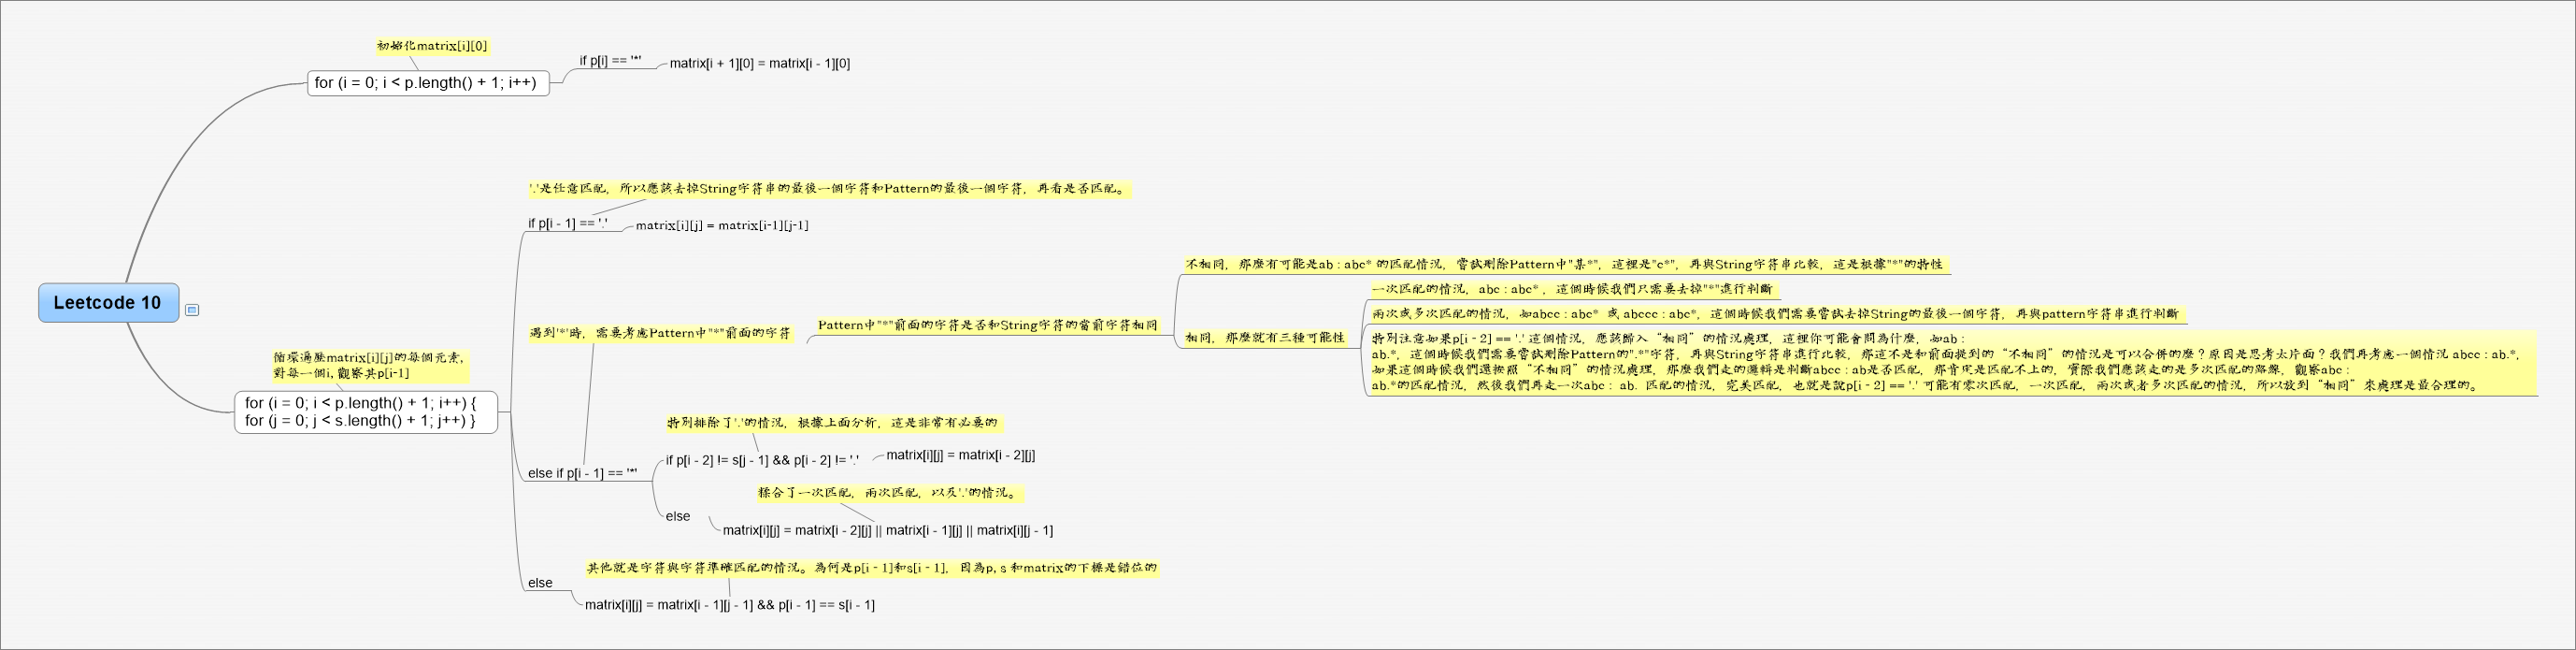 初始化matrix[i][0]
for (i = 0; i < p.length() + 1; i++)
if p[i] == '*'
matrix[i + 1][0] = matrix[i - 1][0]
Leetcode 10
循環遍歷matrix[i][j]的每個元素,
對每一個i, 觀察其p[i-1]
for (i = 0; i < p.length() + 1; i++) {
for (j = 0; j < s.length() + 1; j++) }
'.'是任意匹配, 所以應該去掉String字符串的最後一個字符和Pattern的最後一個字符, 再看是否匹配。
if p[i - 1] == '.'
matrix[i][j] = matrix[i-1][j-1]
遇到'*'時, 需要考慮Pattern中"*"前面的字符
Pattern中"*"前面的字符是否和String字符的當前字符相同
不相同, 那麼有可能是ab : abc* 的匹配情況, 嘗試刪除Pattern中"某*", 這裡是"c*", 再與String字符串比較, 這是根據"*"的特性
相同, 那麼就有三種可能性
一次匹配的情況, abc : abc* , 這個時候我們只需要去掉"*"進行判斷
兩次或多次匹配的情況, 如abcc : abc* 或 abccc : abc*, 這個時候我們需要嘗試去掉String的最後一個字符, 再與pattern字符串進行判斷
特別注意如果p[i - 2] == '.' 這個情況, 應該歸入“相同”的情況處理, 這裡你可能會問為什麼, 如ab :
ab.*, 這個時候我們需要嘗試刪除Pattern的".*"字符, 再與String字符串進行比較, 那這不是和前面提到的“不相同”的情況是可以合併的麼？原因是思考太片面？我們再考慮一個情況 abcc : ab.*,
如果這個時候我們還按照“不相同”的情況處理, 那麼我們走的邏輯是判斷abcc : ab是否匹配, 那肯定是匹配不上的, 實際我們應該走的是多次匹配的路線, 觀察abc :
ab.*的匹配情況, 然後我們再走一次abc : ab. 匹配的情況, 完美匹配, 也就是說p[i - 2] == '.' 可能有零次匹配, 一次匹配, 兩次或者多次匹配的情況, 所以放到“相同”來處理是最合理的。
else if p[i - 1] == '*'
特別排除了'.'的情況, 根據上面分析, 這是非常有必要的
if p[i - 2] != s[j - 1] && p[i - 2] != '.'
matrix[i][j] = matrix[i - 2][j]
糅合了一次匹配, 兩次匹配, 以及'.'的情況。
else
matrix[i][j] = matrix[i - 2][j] || matrix[i - 1][j] || matrix[i][j - 1]
其他就是字符與字符準確匹配的情況。為何是p[i - 1]和s[i - 1], 因為p, s 和matrix的下標是錯位的
else
matrix[i][j] = matrix[i - 1][j - 1] && p[i - 1] == s[i - 1]